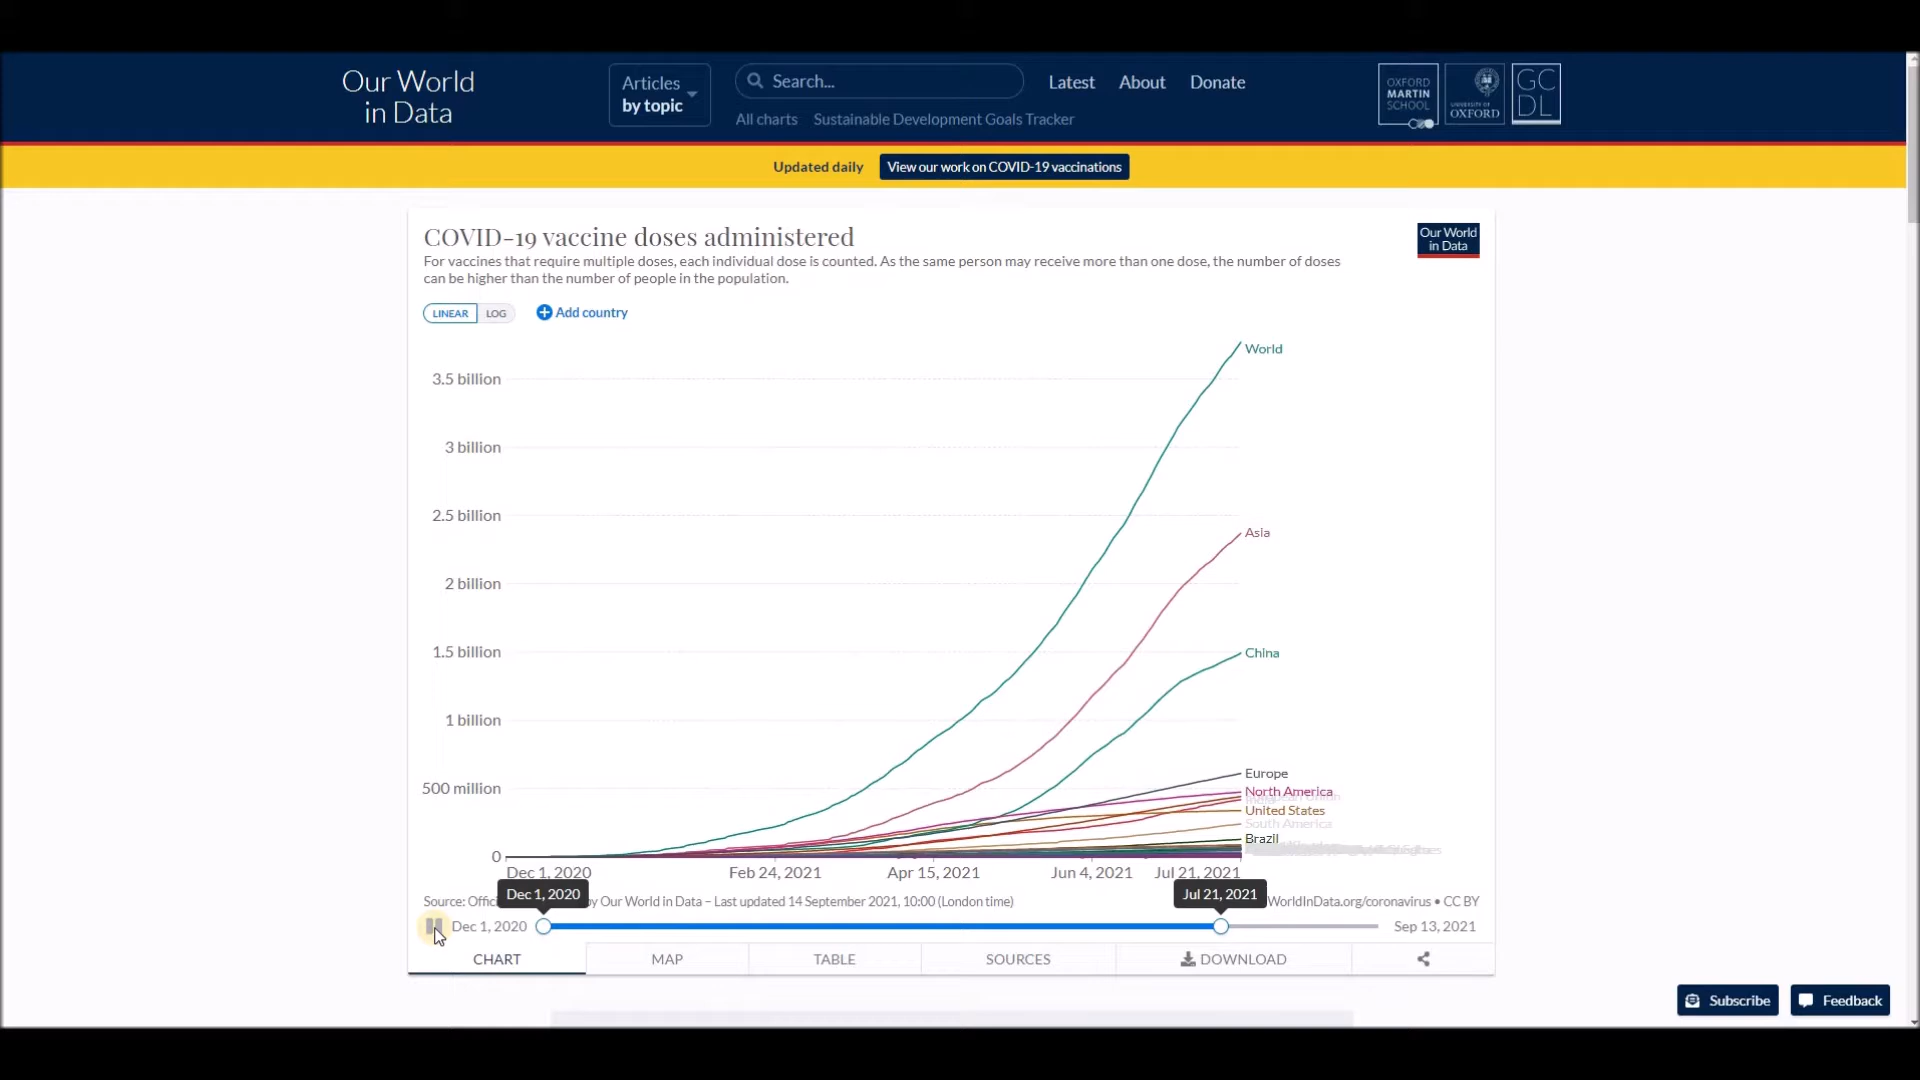 Our World
in Data
Articles
by topic
Search...
Latest
About
Donate
All charts
Sustainable Development Goals Tracker
OXFORD
MARTIN
SCHOOL
UNIVERSITY OF
OXFORD
GC
DL
Updated daily
View our work on COVID-19 vaccinations
COVID-19 vaccine doses administered
Our World
in Data
For vaccines that require multiple doses, each individual dose is counted. As the same person may receive more than one dose, the number of doses
can be higher than the number of people in the population.
LINEAR
LOG
Add country
World
3.5 billion
3 billion
2.5 billion
Asia
2 billion
1.5 billion
China
1 billion
Europe
500 million
North America
United States
South America
Brazil
0
Dec 1, 2020
Feb 24, 2021
Apr 15, 2021
Jun 4, 2021
Jul 21, 2021
Dec 1, 2020
Jul 21, 2021
Source: Offici
by Our World in Data – Last updated 14 September 2021, 10:00 (London time)
WorldInData.org/coronavirus • CC BY
Dec 1, 2020
Sep 13, 2021
CHART
MAP
TABLE
SOURCES
DOWNLOAD
Subscribe
Feedback